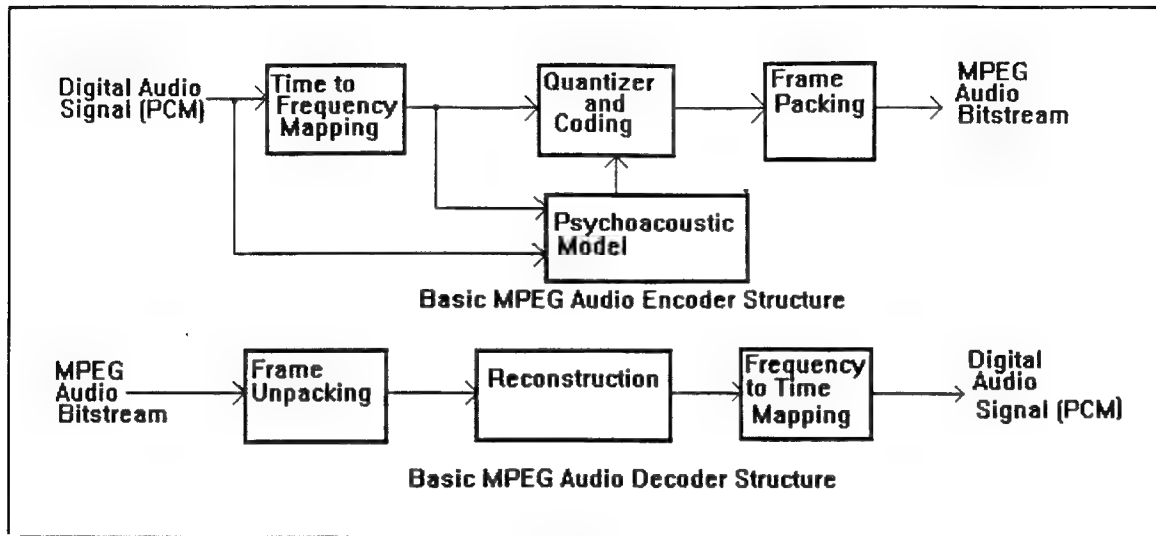 Digital Audio
Signal (PCM)
Time to
Frequency
Mapping
Quantizer
and
Coding
Frame
Packing
MPEG
Audio
Bitstream
Psychoacoustic
Model
Basic MPEG Audio Encoder Structure
MPEG
Audio
Bitstream
Frame
Unpacking
Reconstruction
Frequency
to Time
Mapping
Digital
Audio
Signal (PCM)
Basic MPEG Audio Decoder Structure